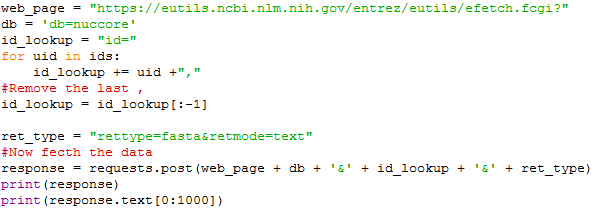 web_page = "https://eutils.ncbi.nlm.nih.gov/entrez/eutils/efetch.fcgi?"
db = 'db=nuccore'
id_lookup = "id="
for uid in ids:
    id_lookup += uid +","
#Remove the last ,
id_lookup = id_lookup[:-1]

ret_type = "rettype=fasta&retmode=text"
#Now fecth the data
response = requests.post(web_page + db + '&' + id_lookup + '&' + ret_type)
print(response)
print(response.text[0:1000])